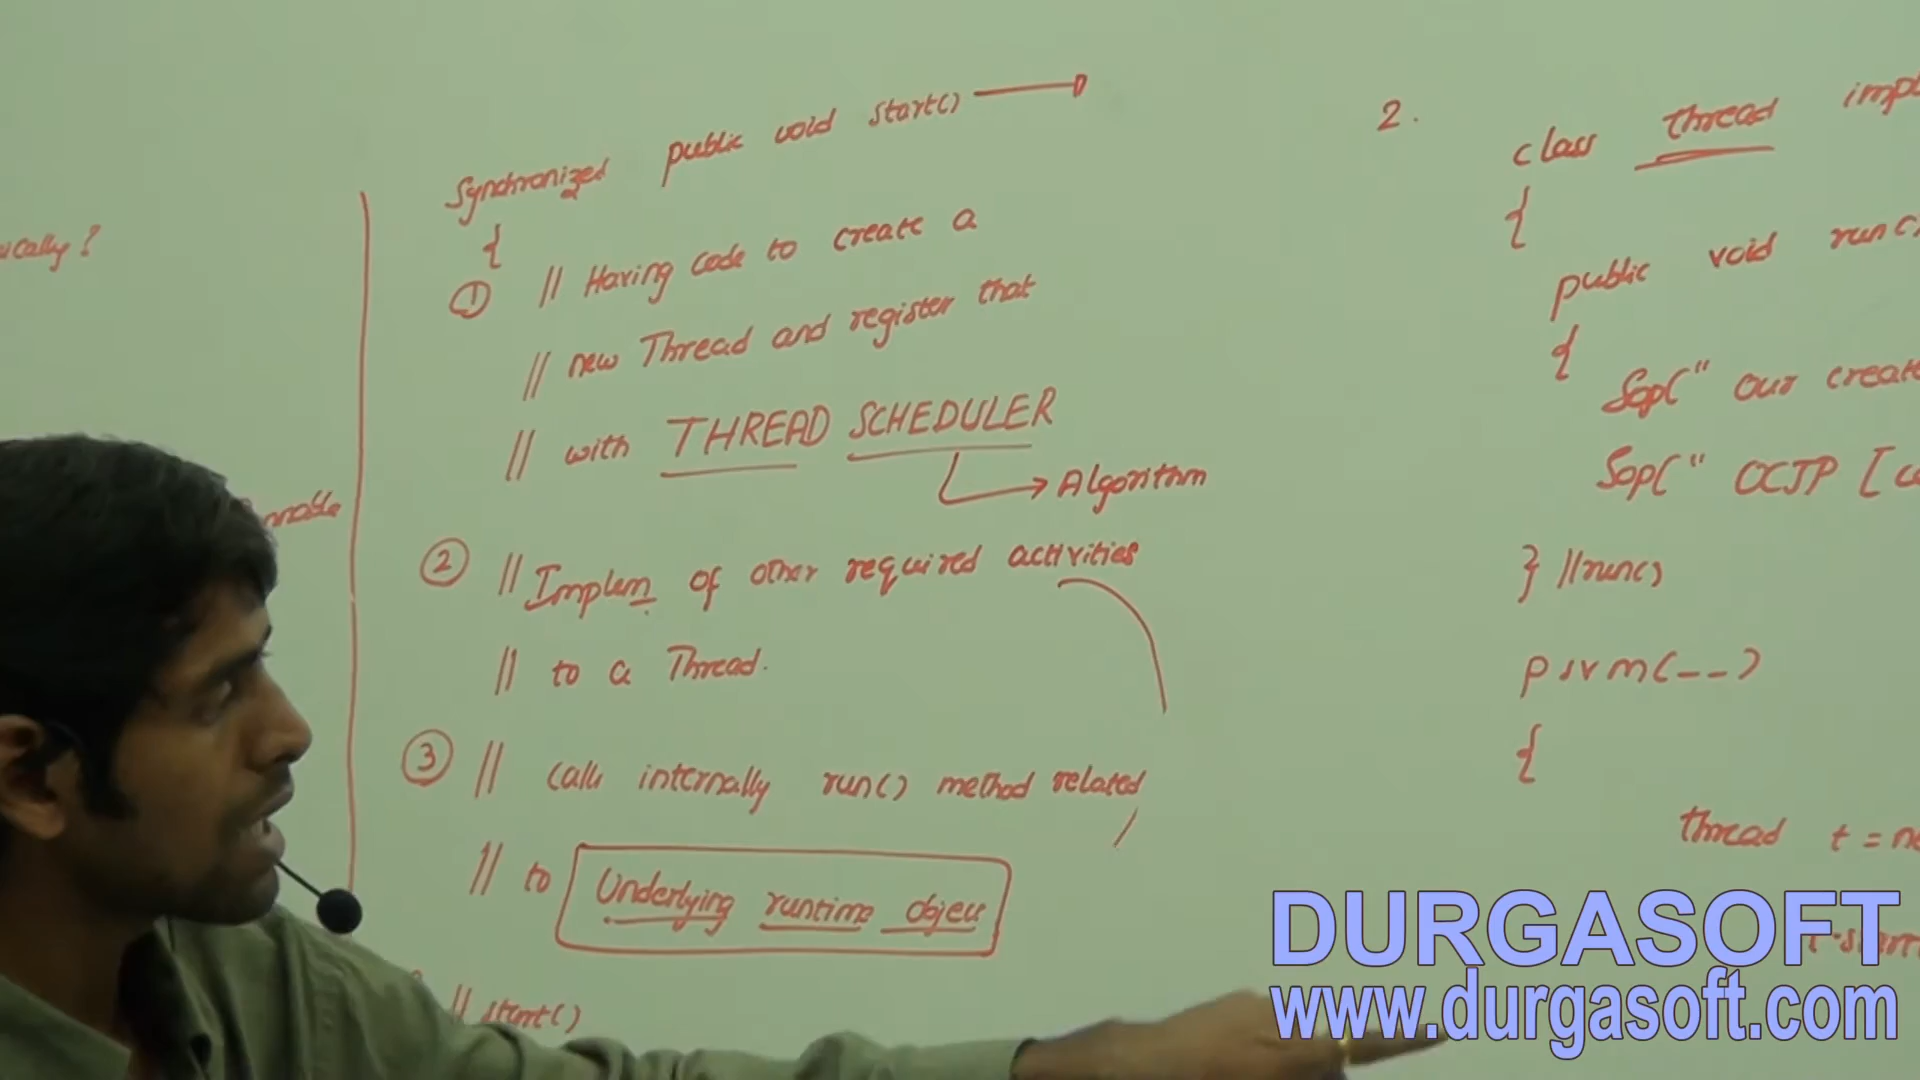 Synchronized public void start()
{
① // Having code to create a
// new Thread and register that
// with THREAD SCHEDULER
Algorithm
② // Implem of other required activities
// to a Thread.
③ // calls internally run() method related
// to Underlying runtime object
// start()
2.
class thread impl
{
public void run()
{
Sop(" our create
Sop(" OCJP [
} // run()
psvm(---)
{
thread t = ne
t.start
DURGASOFT
www.durgasoft.com